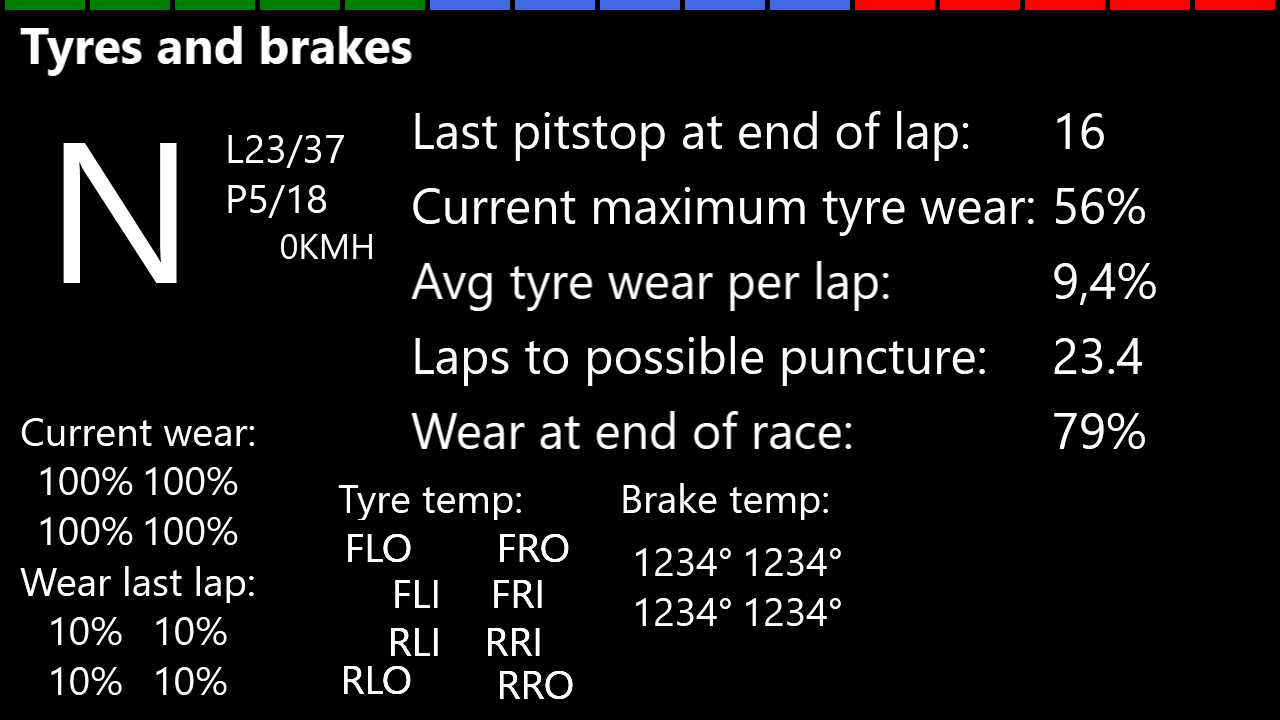 Tyres and brakes
N
L23/37
P5/18
0KMH
Last pitstop at end of lap: 16
Current maximum tyre wear: 56%
Avg tyre wear per lap: 9,4%
Laps to possible puncture: 23.4
Wear at end of race: 79%
Current wear:
100% 100%
100% 100%
Wear last lap:
10% 10%
10% 10%
Tyre temp:
FLO FRO
FLI FRI
RLI RRI
RLO RRO
Brake temp:
1234° 1234°
1234° 1234°